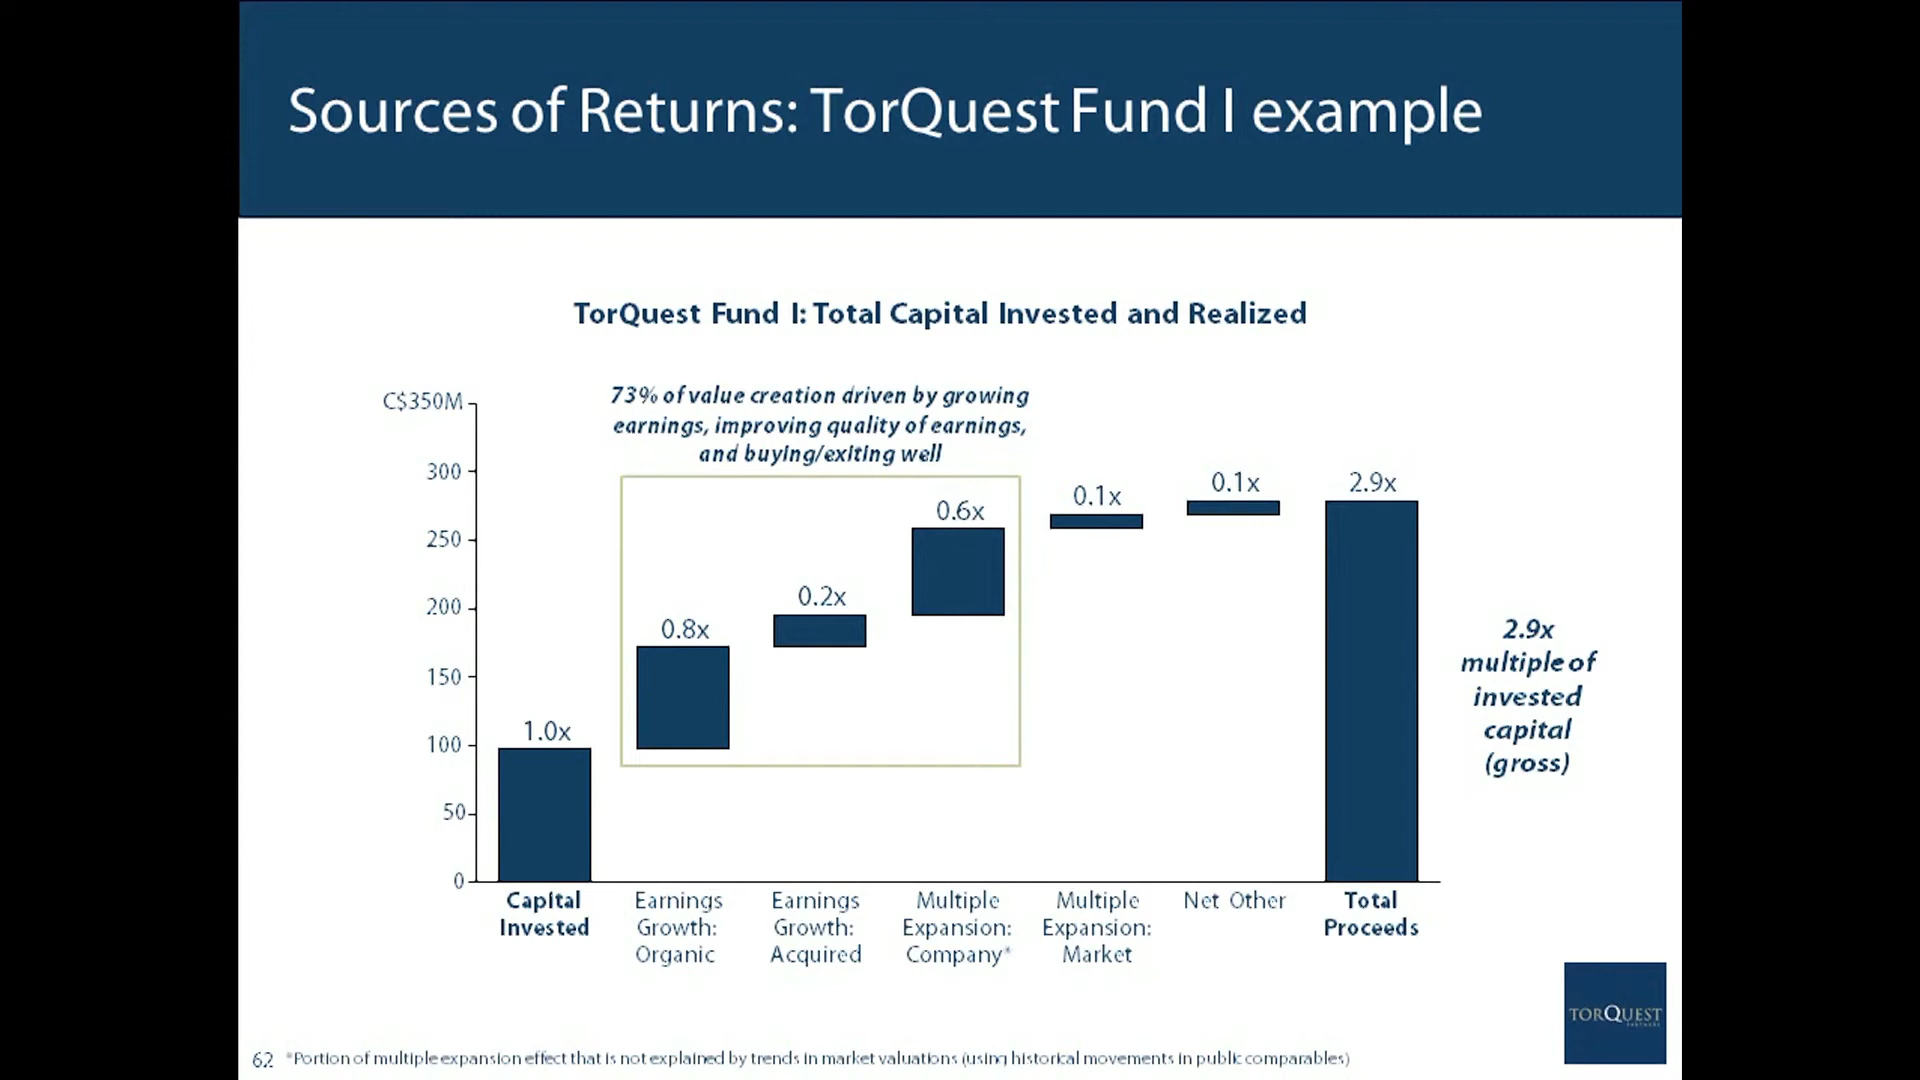 Sources of Returns: TorQuest Fund I example
TorQuest Fund I: Total Capital Invested and Realized
73% of value creation driven by growing
earnings, improving quality of earnings,
and buying/exiting well
C$350M
300
250
200
150
100
50
0
1.0x
0.8x
0.2x
0.6x
0.1x
0.1x
2.9x
2.9x
multiple of
invested
capital
(gross)
Capital
Invested
Earnings
Growth:
Organic
Earnings
Growth:
Acquired
Multiple
Expansion:
Company*
Multiple
Expansion:
Market
Net Other
Total
Proceeds
TORQUEST
PARTNERS
62 *Portion of multiple expansion effect that is not explained by trends in market valuations (using historical movements in public comparables)